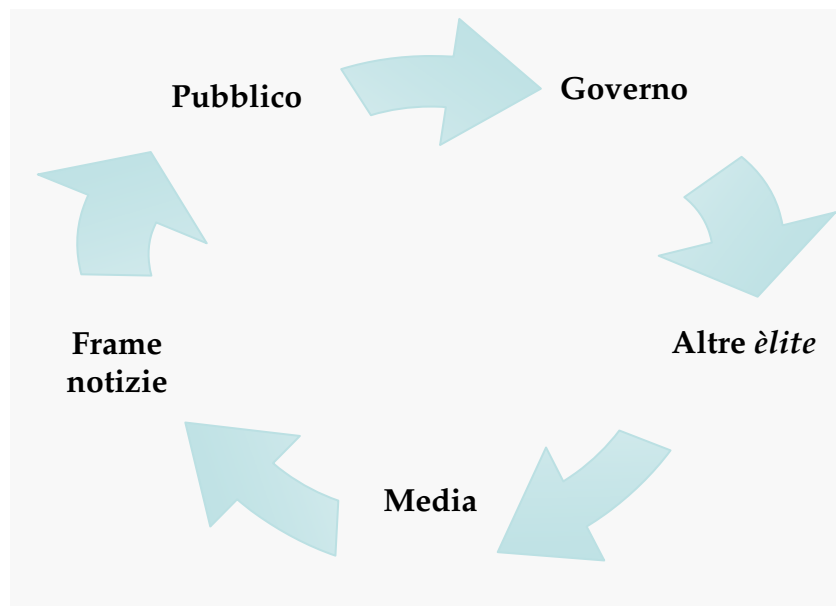 Pubblico
Governo
Altre èlite
Media
Frame
notizie